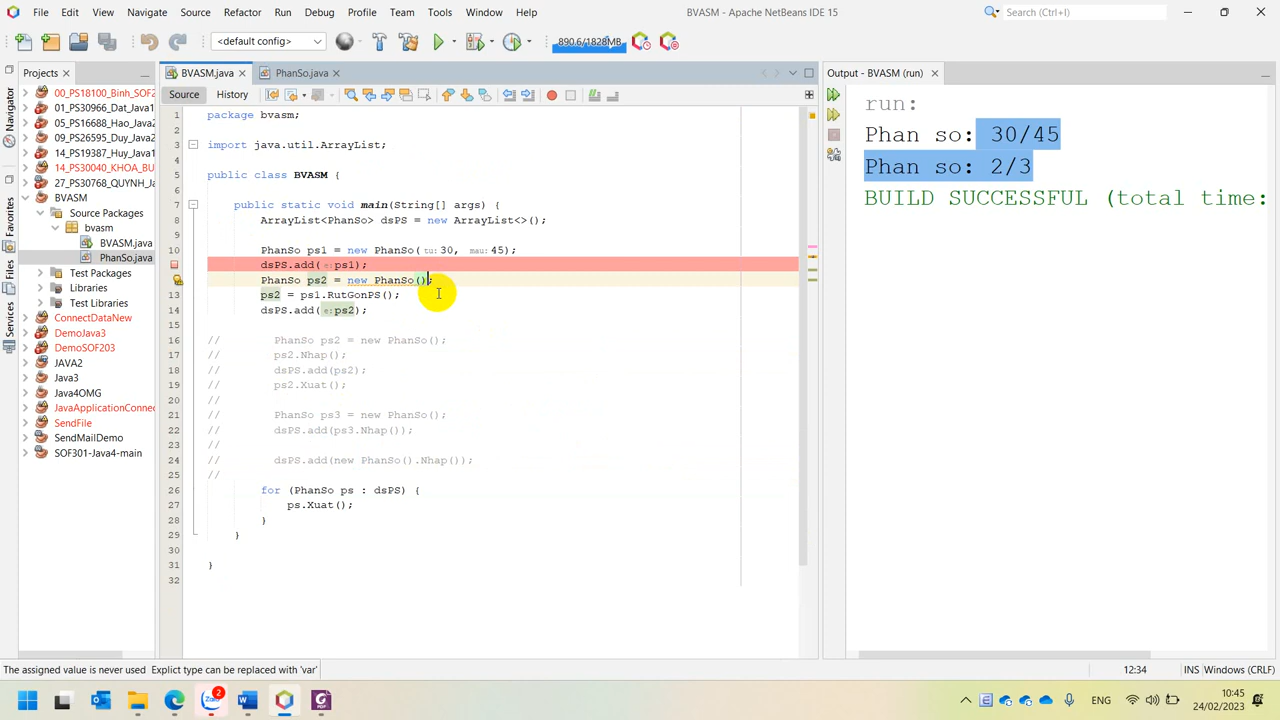 File Edit View Navigate Source Refactor Run Debug Profile Team Tools Window Help
BVASM - Apache NetBeans IDE 15
Search (Ctrl+I)
<default config>
890.6/1828MB
Projects
BVASM.java
PhanSo.java
Output - BVASM (run)
Navigator
Favorites
Files
Services
Source
History
00_PS18100_Binh_SOF2
01_PS30966_Dat_Java1
05_PS16688_Hao_Java2
09_PS26595_Duy_Java2
14_PS19387_Huy_Java1
14_PS30040_KHOA_BU
27_PS30768_QUYNH_Ja
BVASM
Source Packages
bvasm
BVASM.java
PhanSo.java
Test Packages
Libraries
Test Libraries
ConnectDataNew
DemoJava3
DemoSOF203
JAVA2
Java3
Java4OMG
JavaApplicationConnec
SendFile
SendMailDemo
SOF301-Java4-main
1 package bvasm;
2
3 import java.util.ArrayList;
4
5 public class BVASM {
6
7 public static void main(String[] args) {
8 ArrayList<PhanSo> dsPS = new ArrayList<>();
9
10 PhanSo ps1 = new PhanSo(tu:30, mau:45);
dsPS.add(e:ps1);
PhanSo ps2 = new PhanSo();
13 ps2 = ps1.RutGonPS();
14 dsPS.add(e:ps2);
15
16 // PhanSo ps2 = new PhanSo();
17 // ps2.Nhap();
18 // dsPS.add(ps2);
19 // ps2.Xuat();
20 //
21 // PhanSo ps3 = new PhanSo();
22 // dsPS.add(ps3.Nhap());
23 //
24 // dsPS.add(new PhanSo().Nhap());
25 //
26 for (PhanSo ps : dsPS) {
27 ps.Xuat();
28 }
29 }
30
31 }
32
run:
Phan so: 30/45
Phan so: 2/3
BUILD SUCCESSFUL (total time:
The assigned value is never used Explict type can be replaced with 'var'
12:34
INS
Windows (CRLF)
Zalo
2
ENG
10:45
24/02/2023